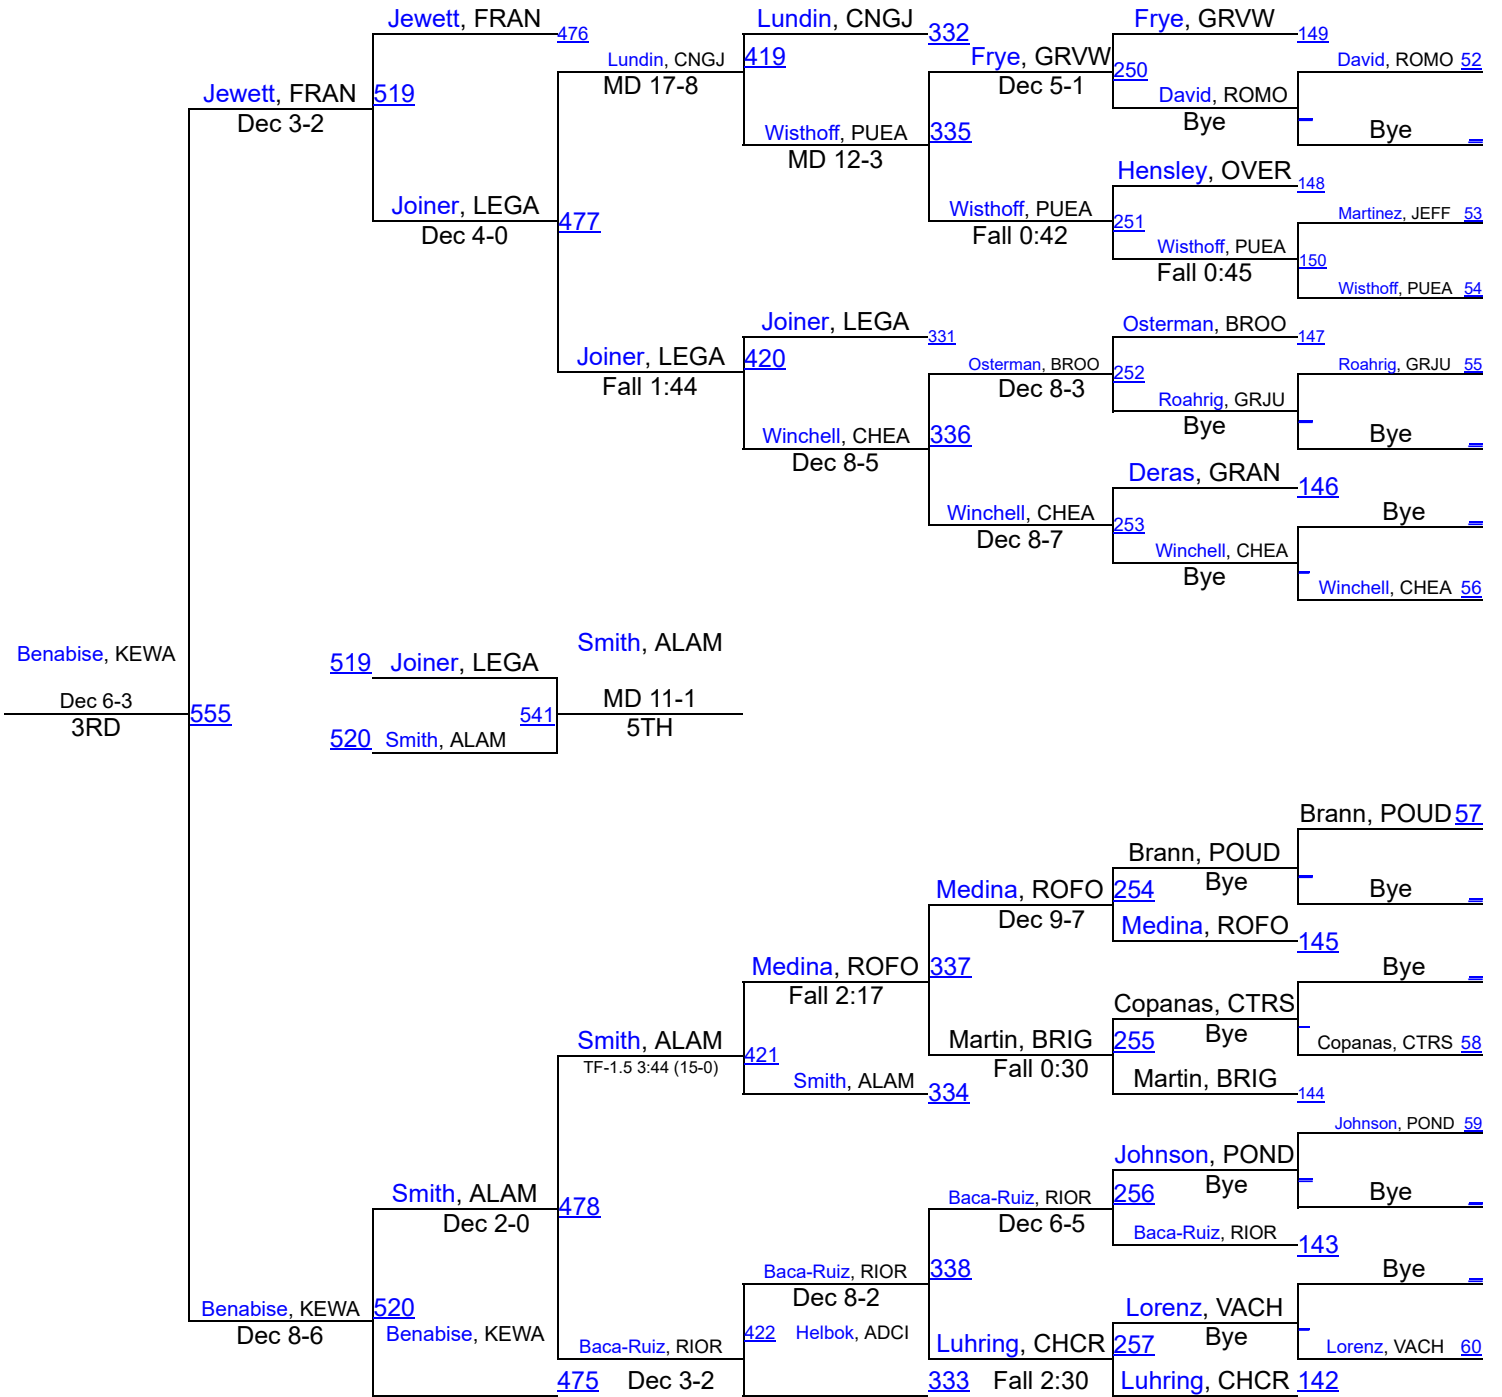 Jewett, FRAN
476
Lundin, CNGJ
332
Frye, GRVW
149
Lundin, CNGJ
419
MD 17-8
Frye, GRVW
250
Dec 5-1
David, ROMO 52
Jewett, FRAN
519
Dec 3-2
David, ROMO
Bye
Bye
Wisthoff, PUEA
335
MD 12-3
Hensley, OVER
148
Joiner, LEGA
477
Dec 4-0
Wisthoff, PUEA
251
Fall 0:42
Martinez, JEFF 53
Wisthoff, PUEA
150
Fall 0:45
Wisthoff, PUEA 54
Joiner, LEGA
331
Osterman, BROO
147
Joiner, LEGA
420
Fall 1:44
Osterman, BROO
252
Dec 8-3
Roahrig, GRJU 55
Roahrig, GRJU
Bye
Bye
Winchell, CHEA
336
Dec 8-5
Deras, GRAN
146
Bye
Winchell, CHEA
253
Dec 8-7
Winchell, CHEA
Bye
Winchell, CHEA 56
Benabise, KEWA
Dec 6-3
3RD
555
519 Joiner, LEGA
Smith, ALAM
MD 11-1
541
5TH
520 Smith, ALAM
Brann, POUD 57
Brann, POUD
Bye
Bye
Medina, ROFO
254
Dec 9-7
Medina, ROFO
145
Bye
Medina, ROFO
337
Fall 2:17
Copanas, CTRS
Bye
Copanas, CTRS 58
Smith, ALAM
421
TF-1.5 3:44 (15-0)
Martin, BRIG
255
Fall 0:30
Smith, ALAM
334
Martin, BRIG
144
Johnson, POND 59
Johnson, POND
Bye
Bye
Smith, ALAM
478
Dec 2-0
Baca-Ruiz, RIOR
256
Dec 6-5
Baca-Ruiz, RIOR
143
Bye
Baca-Ruiz, RIOR
338
Dec 8-2
Benabise, KEWA
520
Dec 8-6
Benabise, KEWA
475
Baca-Ruiz, RIOR
422
Dec 3-2
Helbok, ADCI
333
Lorenz, VACH
Bye
Lorenz, VACH 60
Luhring, CHCR
257
Fall 2:30
Luhring, CHCR
142